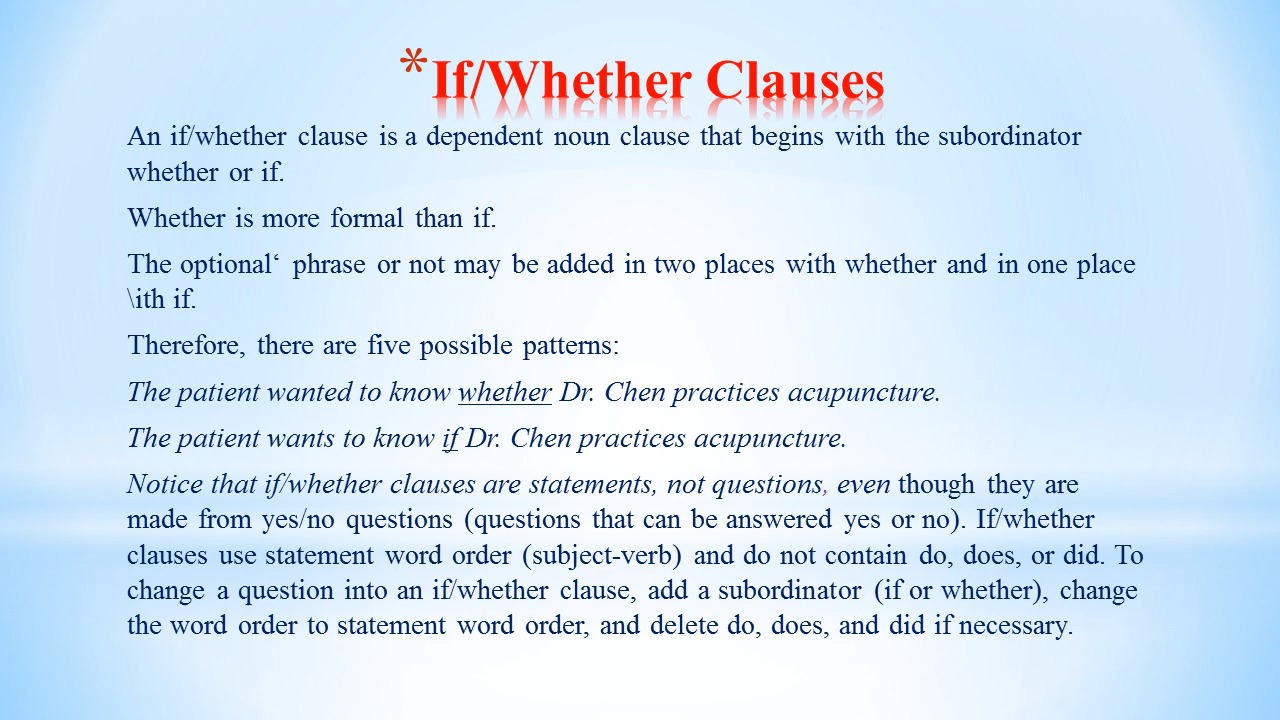 * If/Whether Clauses
An if/whether clause is a dependent noun clause that begins with the subordinator
whether or if.
Whether is more formal than if.
The optional‘ phrase or not may be added in two places with whether and in one place
\ith if.
Therefore, there are five possible patterns:
The patient wanted to know whether Dr. Chen practices acupuncture.
The patient wants to know if Dr. Chen practices acupuncture.
Notice that if/whether clauses are statements, not questions, even though they are
made from yes/no questions (questions that can be answered yes or no). If/whether
clauses use statement word order (subject-verb) and do not contain do, does, or did. To
change a question into an if/whether clause, add a subordinator (if or whether), change
the word order to statement word order, and delete do, does, and did if necessary.